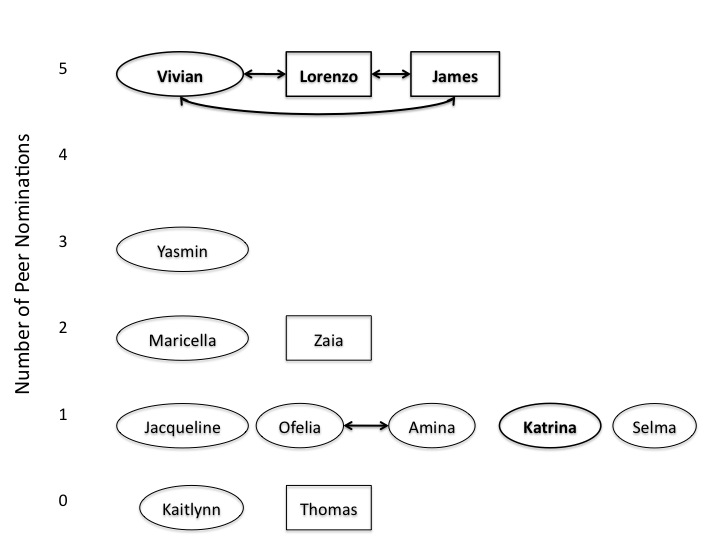 5
Vivian
Lorenzo
James
4
Number of Peer Nominations
3
Yasmin
2
Maricella
Zaia
1
Jacqueline
Ofelia
Amina
Katrina
Selma
0
Kaitlynn
Thomas